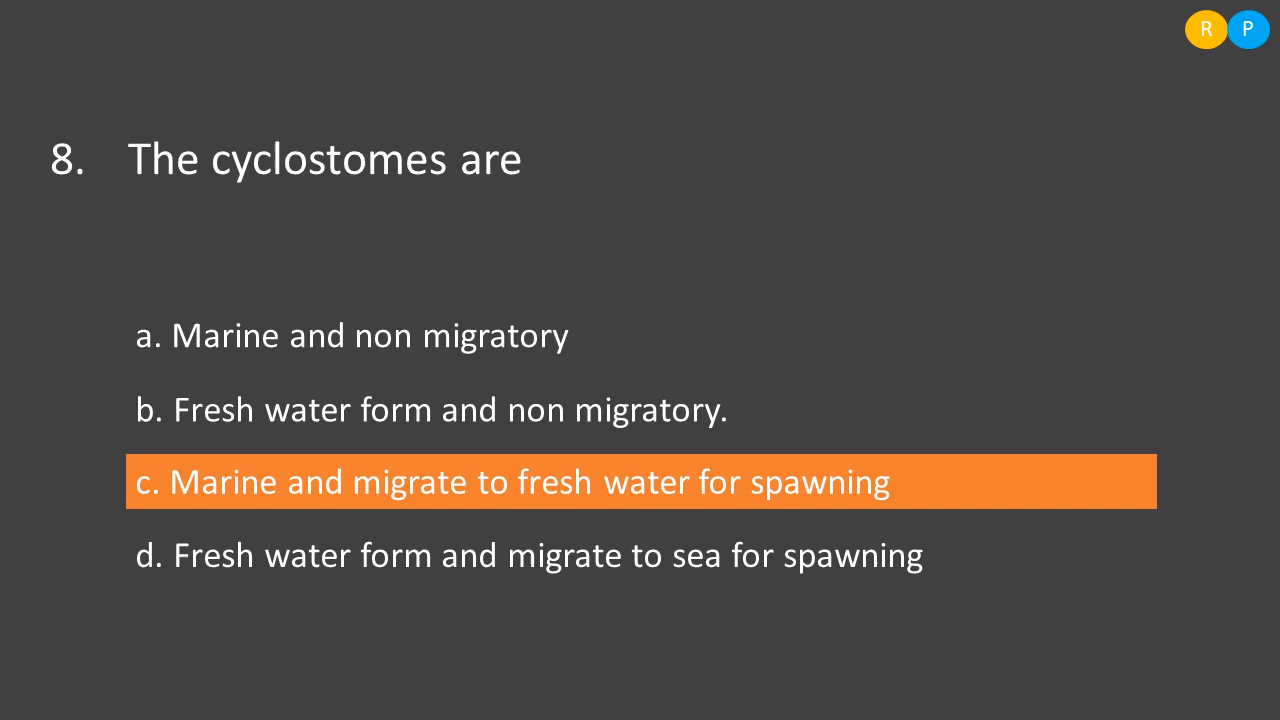 R P
8. The cyclostomes are
a. Marine and non migratory
b. Fresh water form and non migratory.
c. Marine and migrate to fresh water for spawning
d. Fresh water form and migrate to sea for spawning